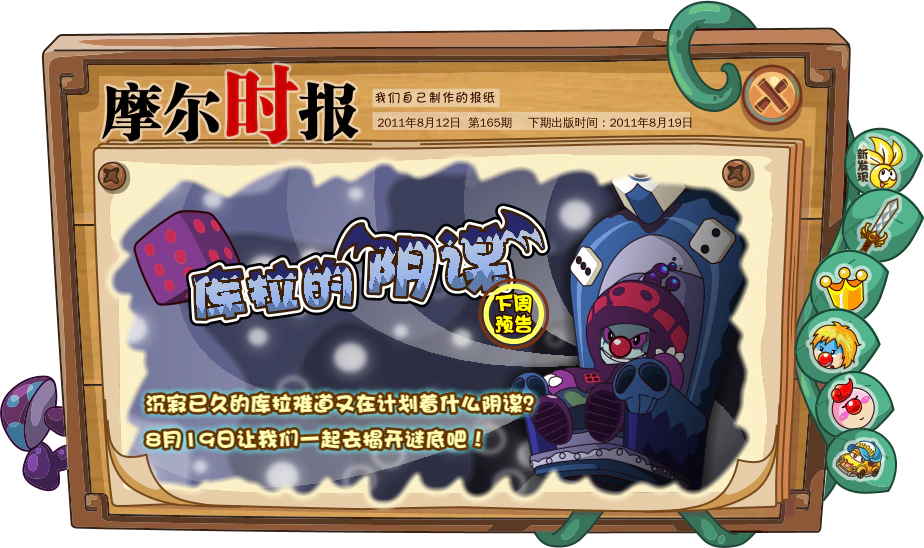 摩尔时报
我们自己制作的报纸
2011年8月12日 第165期 下期出版时间：2011年8月19日
新发现
库拉的阴谋
下周
预告
沉寂已久的库拉难道又在计划着什么阴谋？
8月19日让我们一起去揭开谜底吧！